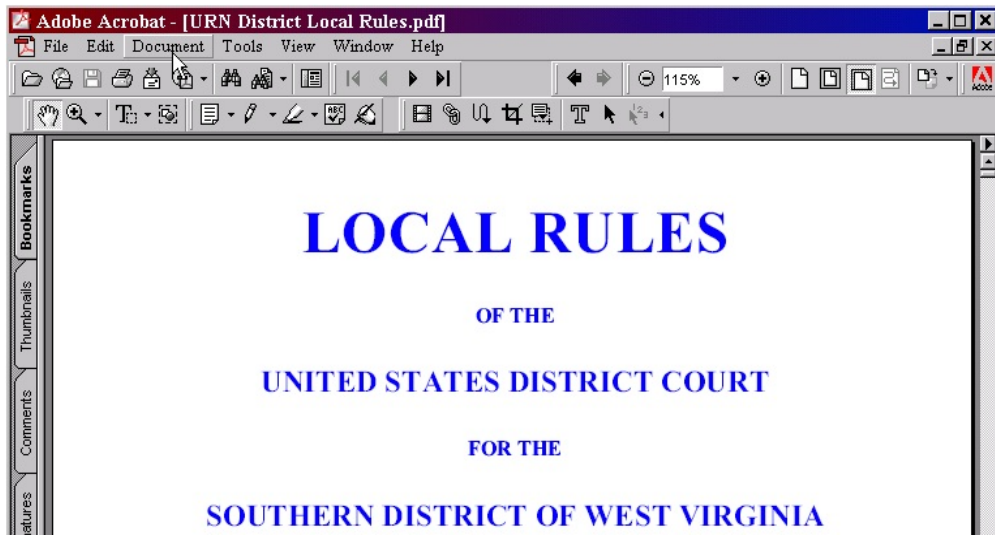 Adobe Acrobat - [URN District Local Rules.pdf]
File Edit Document Tools View Window Help
115%
Adobe
Bookmarks
Thumbnails
Comments
LOCAL RULES
OF THE
UNITED STATES DISTRICT COURT
FOR THE
SOUTHERN DISTRICT OF WEST VIRGINIA